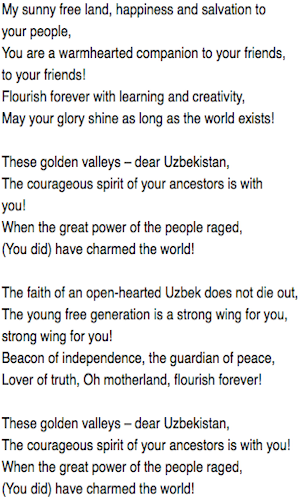 My sunny free land, happiness and salvation to
your people,
You are a warmhearted companion to your friends,
to your friends!
Flourish forever with learning and creativity,
May your glory shine as long as the world exists!

These golden valleys – dear Uzbekistan,
The courageous spirit of your ancestors is with
you!
When the great power of the people raged,
(You did) have charmed the world!

The faith of an open-hearted Uzbek does not die out,
The young free generation is a strong wing for you,
strong wing for you!
Beacon of independence, the guardian of peace,
Lover of truth, Oh motherland, flourish forever!

These golden valleys – dear Uzbekistan,
The courageous spirit of your ancestors is with you!
When the great power of the people raged,
(You did) have charmed the world!